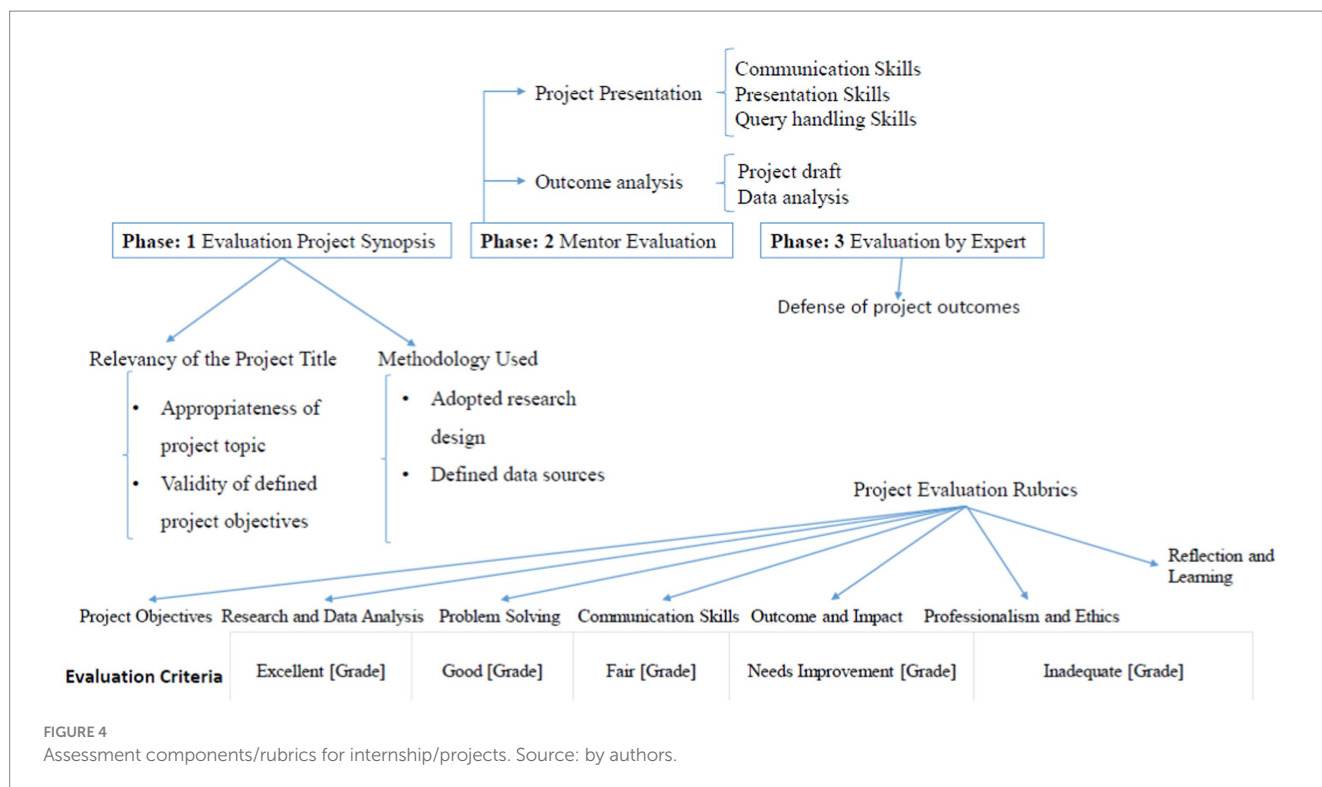 Project Presentation
Communication Skills
Presentation Skills
Query handling Skills
Outcome analysis
Project draft
Data analysis
Phase: 1 Evaluation Project Synopsis
Phase: 2 Mentor Evaluation
Phase: 3 Evaluation by Expert
Defense of project outcomes
Relevancy of the Project Title
• Appropriateness of
project topic
• Validity of defined
project objectives
Methodology Used
• Adopted research
design
• Defined data sources
Project Evaluation Rubrics
Reflection and
Learning
Project Objectives
Research and Data Analysis
Problem Solving
Communication Skills
Outcome and Impact
Professionalism and Ethics
Evaluation Criteria
Excellent [Grade]
Good [Grade]
Fair [Grade]
Needs Improvement [Grade]
Inadequate [Grade]
FIGURE 4
Assessment components/rubrics for internship/projects. Source: by authors.